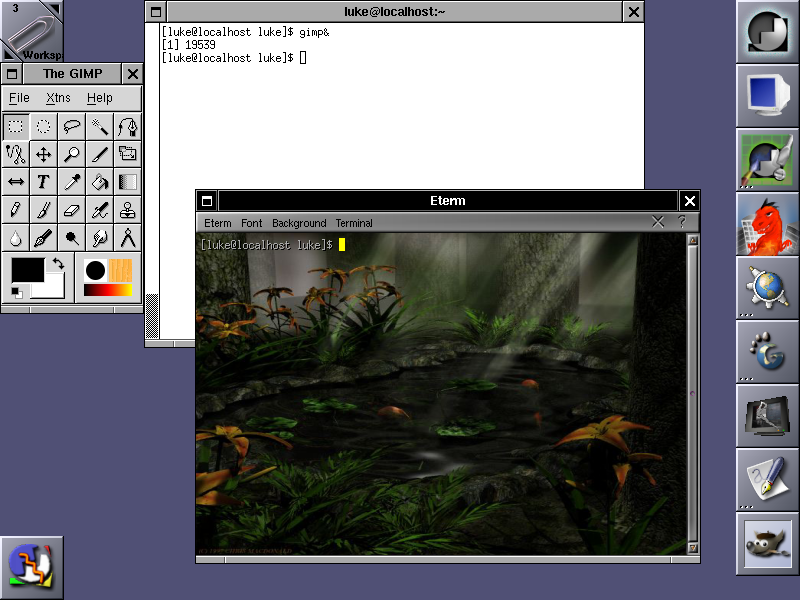 3
Worksp
The GIMP
File Xtns Help
luke@localhost:~
[luke@localhost luke]$ gimp&
[1] 19539
[luke@localhost luke]$
Eterm
Eterm Font Background Terminal
?
[luke@localhost luke]$